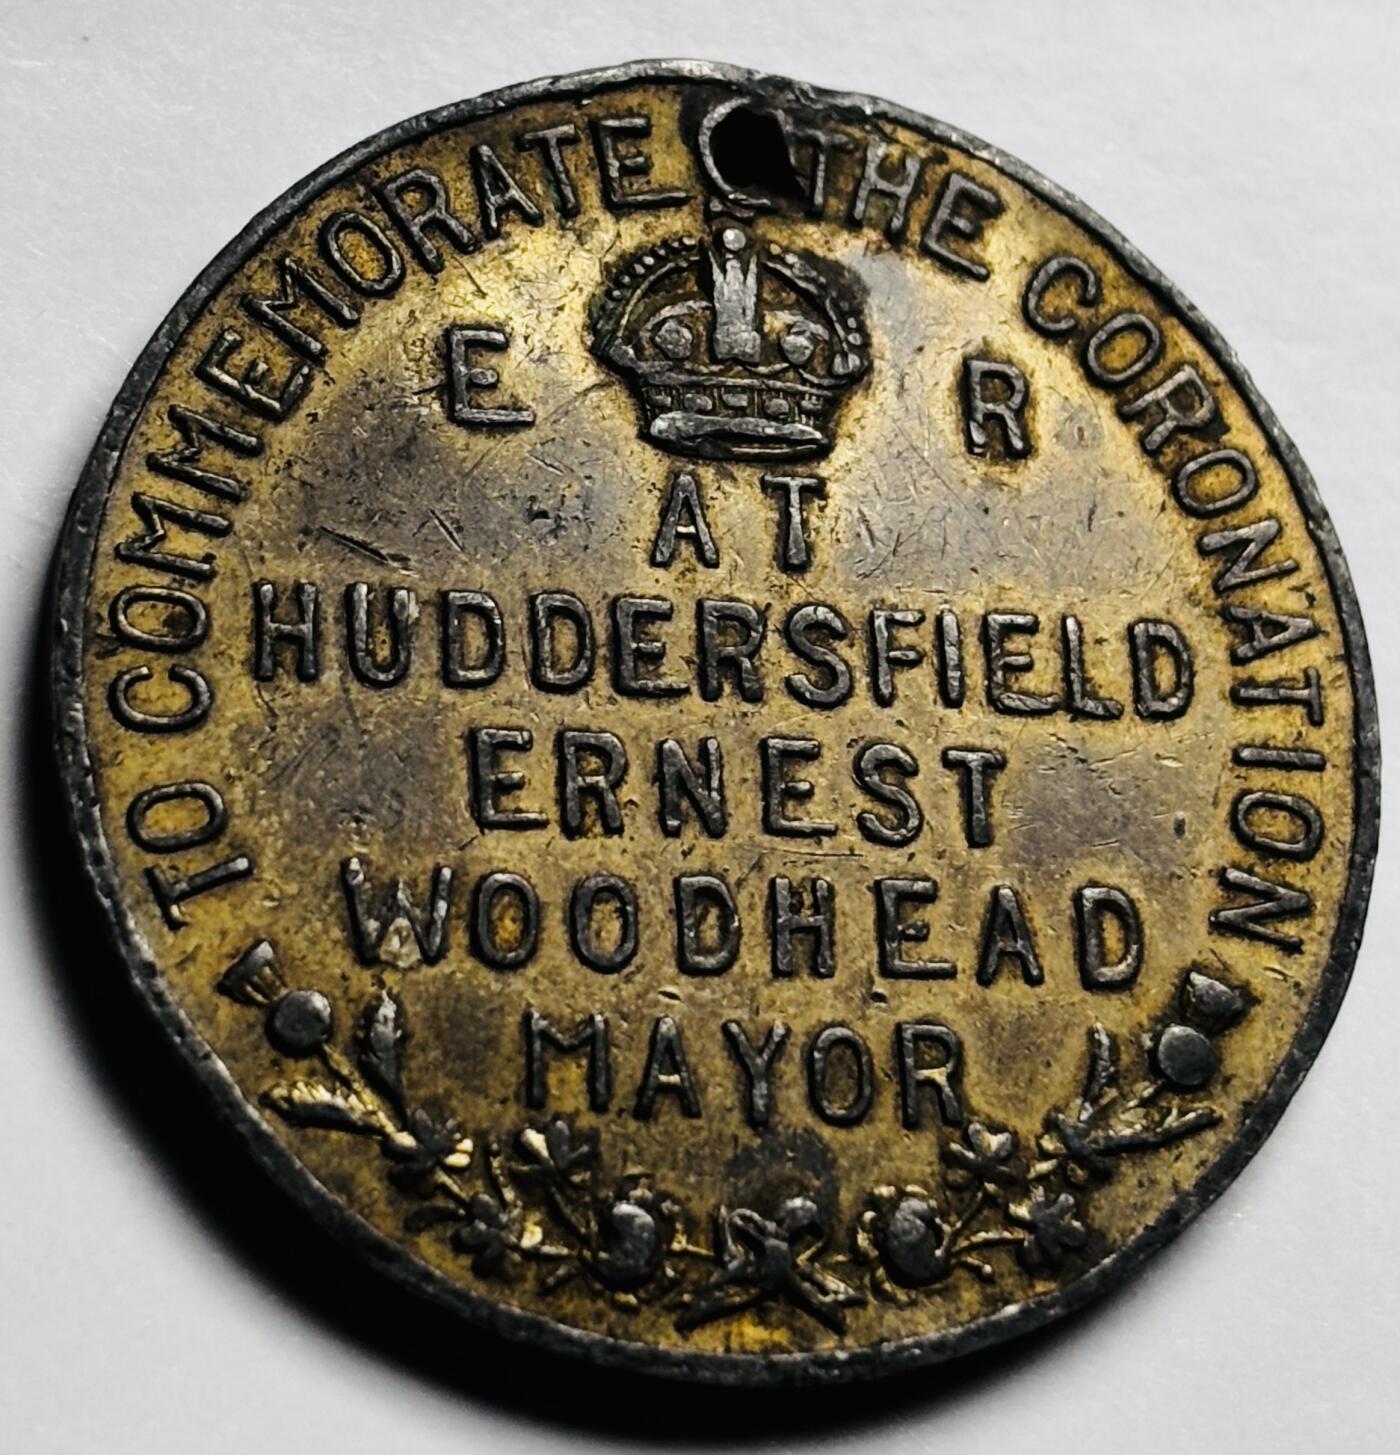 TO COMMEMORATE THE CORONATION
E R
AT
HUDDERSFIELD
ERNEST
WOODHEAD
MAYOR